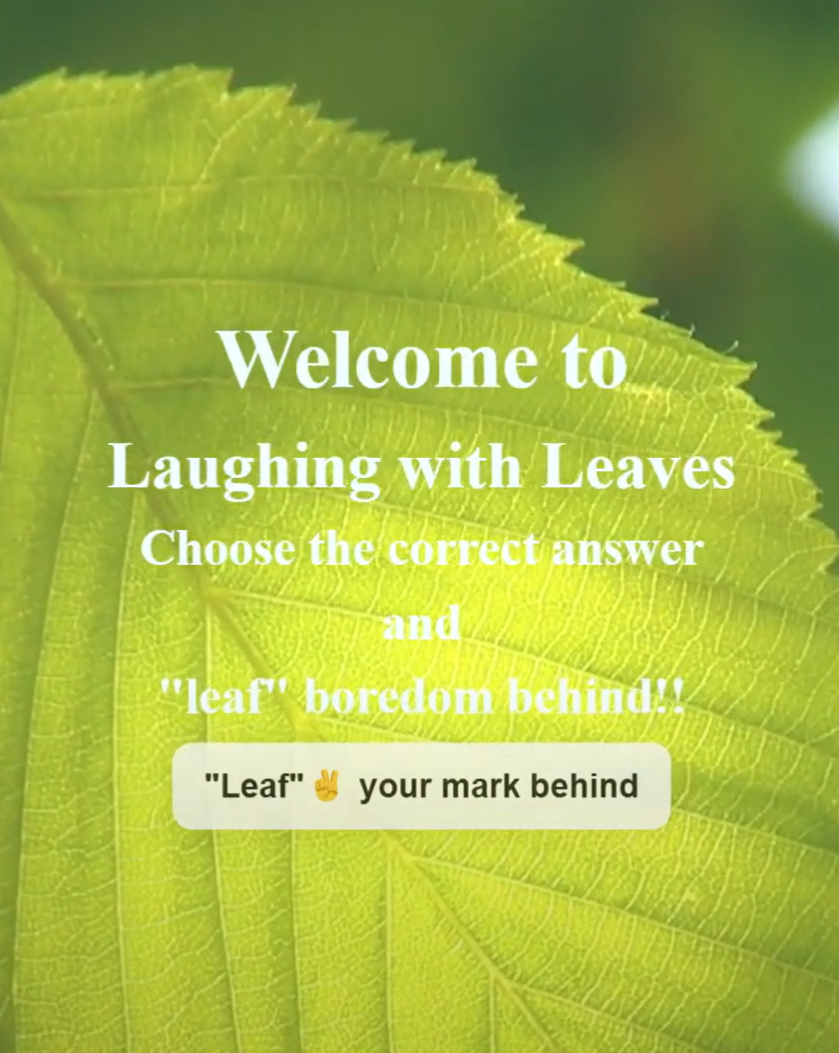 Welcome to
Laughing with Leaves
Choose the correct answer
and
"leaf" boredom behind!!
"Leaf"✌️ your mark behind